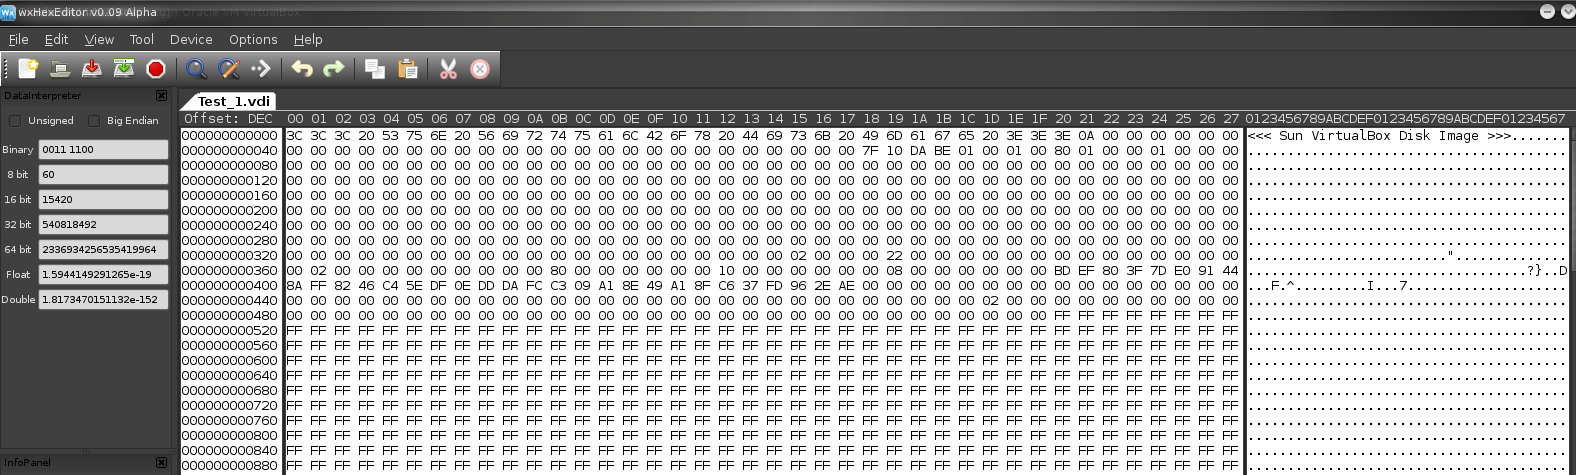 wxHexEditor v0.09 Alpha
Oracle VM VirtualBox
File Edit View Tool Device Options Help
DataInterpreter
Unsigned Big Endian
Binary 0011 1100
8 bit 60
16 bit 15420
32 bit 540818492
64 bit 2336934256535419964
Float 1.5944149291265e-19
Double 1.8173470151132e-152
InfoPanel
Test_1.vdi
Offset: DEC 00 01 02 03 04 05 06 07 08 09 0A 0B 0C 0D 0E 0F 10 11 12 13 14 15 16 17 18 19 1A 1B 1C 1D 1E 1F 20 21 22 23 24 25 26 27 0123456789ABCDEF0123456789ABCDEF01234567
000000000000 3C 3C 3C 20 53 75 6E 20 56 69 72 74 75 61 6C 42 6F 78 20 44 69 73 6B 20 49 6D 61 67 65 20 3E 3E 3E 0A 00 00 00 00 00 00 <<< Sun VirtualBox Disk Image >>>.......
000000000040 00 00 00 00 00 00 00 00 00 00 00 00 00 00 00 00 00 00 00 00 00 00 00 00 7F 10 DA BE 01 00 01 00 80 01 00 00 01 00 00 00 ........................................
000000000080 00 00 00 00 00 00 00 00 00 00 00 00 00 00 00 00 00 00 00 00 00 00 00 00 00 00 00 00 00 00 00 00 00 00 00 00 00 00 00 00 ........................................
000000000120 00 00 00 00 00 00 00 00 00 00 00 00 00 00 00 00 00 00 00 00 00 00 00 00 00 00 00 00 00 00 00 00 00 00 00 00 00 00 00 00 ........................................
000000000160 00 00 00 00 00 00 00 00 00 00 00 00 00 00 00 00 00 00 00 00 00 00 00 00 00 00 00 00 00 00 00 00 00 00 00 00 00 00 00 00 ........................................
000000000200 00 00 00 00 00 00 00 00 00 00 00 00 00 00 00 00 00 00 00 00 00 00 00 00 00 00 00 00 00 00 00 00 00 00 00 00 00 00 00 00 ........................................
000000000240 00 00 00 00 00 00 00 00 00 00 00 00 00 00 00 00 00 00 00 00 00 00 00 00 00 00 00 00 00 00 00 00 00 00 00 00 00 00 00 00 ........................................
000000000280 00 00 00 00 00 00 00 00 00 00 00 00 00 00 00 00 00 00 00 00 00 00 00 00 00 00 00 00 00 00 00 00 00 00 00 00 00 00 00 00 ........................................
000000000320 00 00 00 00 00 00 00 00 00 00 00 00 00 00 00 00 00 00 00 00 00 02 00 00 00 22 00 00 00 00 00 00 00 00 00 00 00 00 00 00 ........................."..............
000000000360 00 02 00 00 00 00 00 00 00 00 00 80 00 00 00 00 00 00 10 00 00 00 00 00 00 08 00 00 00 00 00 00 BD EF 80 3F 7D E0 91 44 ...................................?}..D
000000000400 8A FF 82 46 C4 5E DF 0E DD DA FC C3 09 A1 8E 49 A1 8F C6 37 FD 96 2E AE 00 00 00 00 00 00 00 00 00 00 00 00 00 00 00 00 ...F.^.........I...7....................
000000000440 00 00 00 00 00 00 00 00 00 00 00 00 00 00 00 00 00 00 00 00 00 00 00 00 00 00 00 00 00 02 00 00 00 00 00 00 00 00 00 00 ........................................
000000000480 00 00 00 00 00 00 00 00 00 00 00 00 00 00 00 00 00 00 00 00 00 00 00 00 00 00 00 00 00 00 00 00 FF FF FF FF FF FF FF FF ........................................
000000000520 FF FF FF FF FF FF FF FF FF FF FF FF FF FF FF FF FF FF FF FF FF FF FF FF FF FF FF FF FF FF FF FF FF FF FF FF FF FF FF FF ........................................
000000000560 FF FF FF FF FF FF FF FF FF FF FF FF FF FF FF FF FF FF FF FF FF FF FF FF FF FF FF FF FF FF FF FF FF FF FF FF FF FF FF FF ........................................
000000000600 FF FF FF FF FF FF FF FF FF FF FF FF FF FF FF FF FF FF FF FF FF FF FF FF FF FF FF FF FF FF FF FF FF FF FF FF FF FF FF FF ........................................
000000000640 FF FF FF FF FF FF FF FF FF FF FF FF FF FF FF FF FF FF FF FF FF FF FF FF FF FF FF FF FF FF FF FF FF FF FF FF FF FF FF FF ........................................
000000000680 FF FF FF FF FF FF FF FF FF FF FF FF FF FF FF FF FF FF FF FF FF FF FF FF FF FF FF FF FF FF FF FF FF FF FF FF FF FF FF FF ........................................
000000000720 FF FF FF FF FF FF FF FF FF FF FF FF FF FF FF FF FF FF FF FF FF FF FF FF FF FF FF FF FF FF FF FF FF FF FF FF FF FF FF FF ........................................
000000000760 FF FF FF FF FF FF FF FF FF FF FF FF FF FF FF FF FF FF FF FF FF FF FF FF FF FF FF FF FF FF FF FF FF FF FF FF FF FF FF FF ........................................
000000000800 FF FF FF FF FF FF FF FF FF FF FF FF FF FF FF FF FF FF FF FF FF FF FF FF FF FF FF FF FF FF FF FF FF FF FF FF FF FF FF FF ........................................
000000000840 FF FF FF FF FF FF FF FF FF FF FF FF FF FF FF FF FF FF FF FF FF FF FF FF FF FF FF FF FF FF FF FF FF FF FF FF FF FF FF FF ........................................
000000000880 FF FF FF FF FF FF FF FF FF FF FF FF FF FF FF FF FF FF FF FF FF FF FF FF FF FF FF FF FF FF FF FF FF FF FF FF FF FF FF FF ........................................